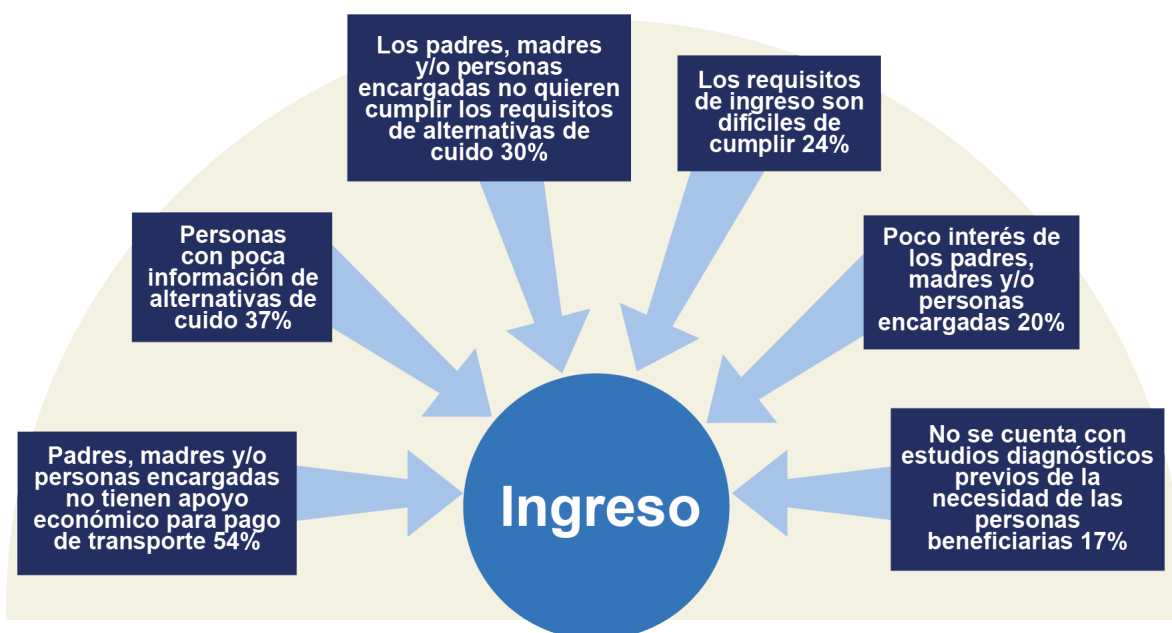 Los padres, madres
y/o personas
encargadas no quieren
cumplir los requisitos
de alternativas de
cuido 30%
Los requisitos
de ingreso son
difíciles de
cumplir 24%
Personas
con poca
información de
alternativas de
cuido 37%
Poco interés de
los padres,
madres y/o
personas
encargadas 20%
Padres, madres y/o
personas encargadas
no tienen apoyo
económico para pago
de transporte 54%
No se cuenta con
estudios diagnósticos
previos de la
necesidad de las
personas
beneficiarias 17%
Ingreso